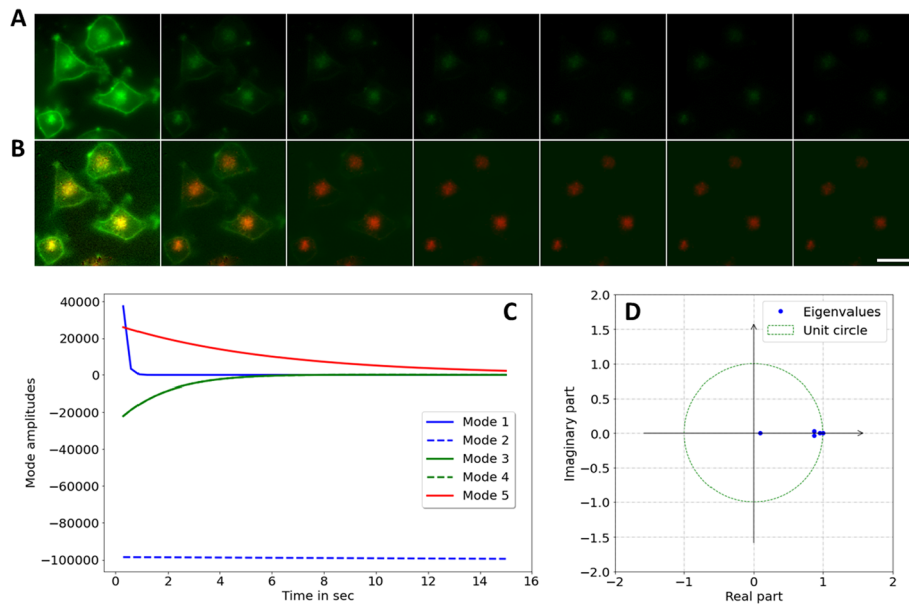 A
B
C
40000
20000
0
−20000
−40000
−60000
−80000
−100000
Mode amplitudes
0
2
4
6
8
10
12
14
16
Time in sec
Mode 1
Mode 2
Mode 3
Mode 4
Mode 5
D
Eigenvalues
Unit circle
2.0
1.5
1.0
0.5
0.0
−0.5
−1.0
−1.5
−2.0
Imaginary part
−2
−1
0
1
2
Real part